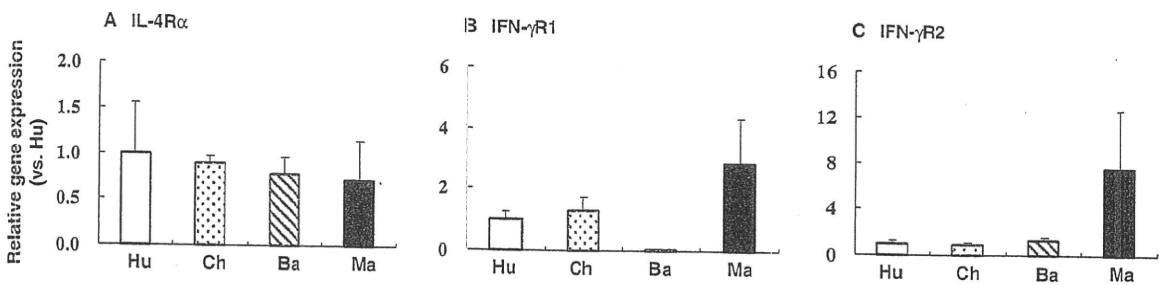 A IL-4Rα
B IFN-γR1
C IFN-γR2
Relative gene expression
(vs. Hu)
2.0
1.5
1.0
0.5
0.0
Hu Ch Ba Ma
6
4
2
0
Hu Ch Ba Ma
16
12
8
4
0
Hu Ch Ba Ma